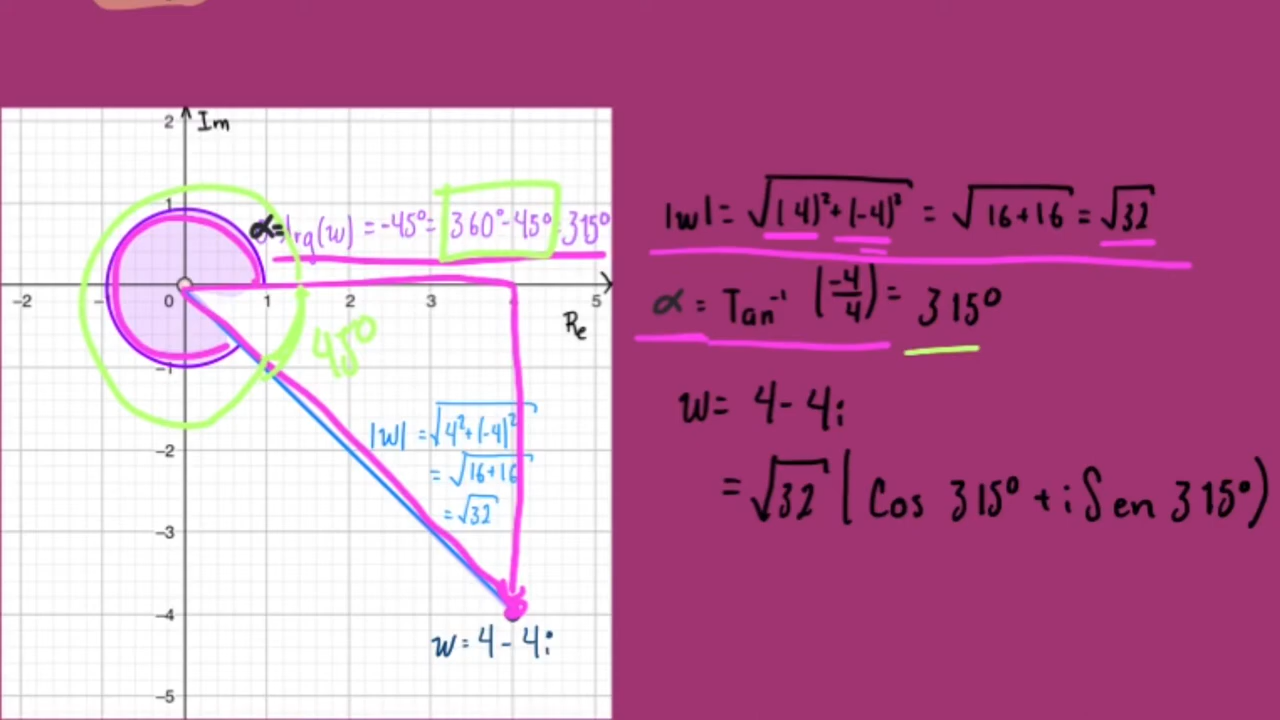 2
Im
1
α= Arg(w) = -45° = 360°-45° = 315°
-2
-1
0
1
2
3
4
5
Re
45°
-1
|w| = √4²+(-4)²
-2
= √16+16
= √32
-3
-4
w = 4 - 4i
-5
|w| = √(4)²+(-4)² = √16+16 = √32
α = Tan⁻¹ (-4/4) = 315°
w = 4 - 4i
= √32 (Cos 315° + i Sen 315°)